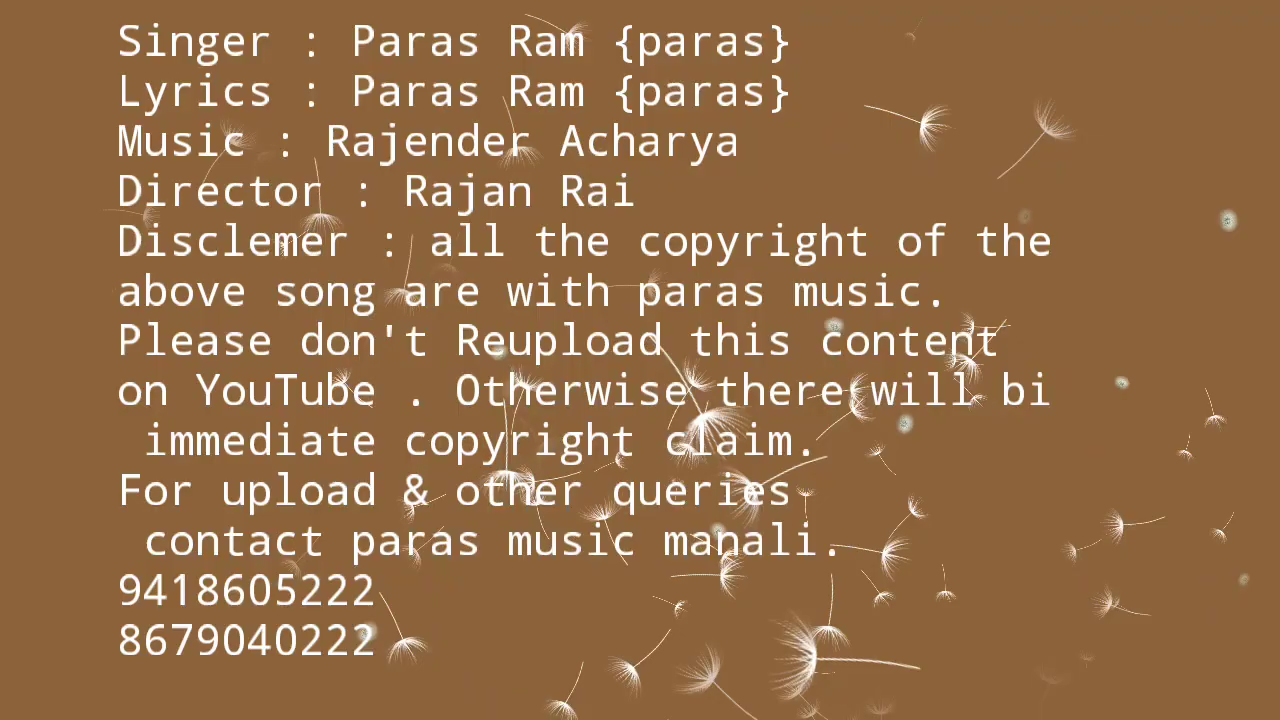 Singer : Paras Ram {paras}
Lyrics : Paras Ram {paras}
Music : Rajender Acharya
Director : Rajan Rai
Disclemer : all the copyright of the
above song are with paras music.
Please don't Reupload this content
on YouTube . Otherwise there will bi
immediate copyright claim.
For upload & other queries
contact paras music manali.
9418605222
8679040222